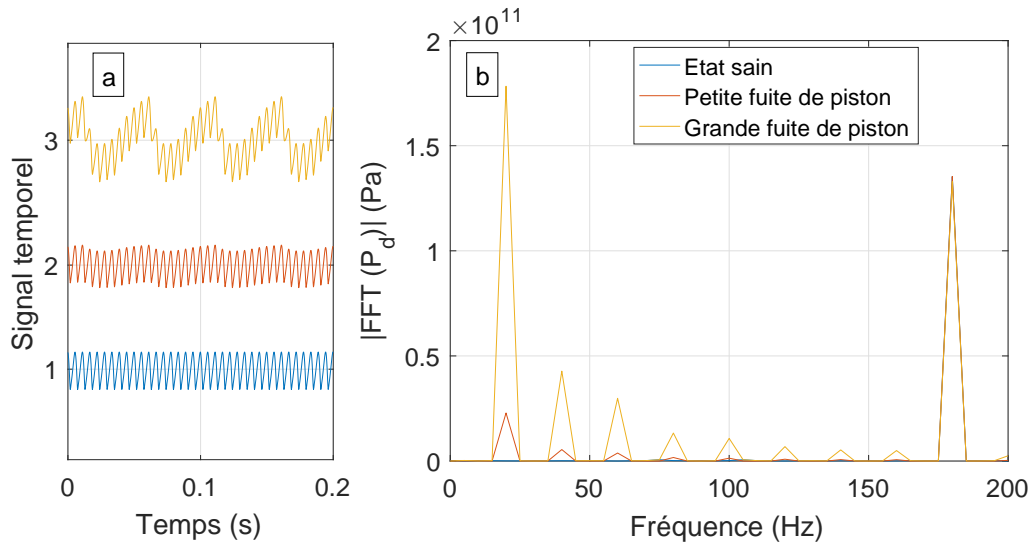 a
Signal temporel
3
2
1
0
0.1
0.2
Temps (s)
×10^11
b
Etat sain
Petite fuite de piston
Grande fuite de piston
|FFT (P_d)| (Pa)
2
1.5
1
0.5
0
0
50
100
150
200
Fréquence (Hz)